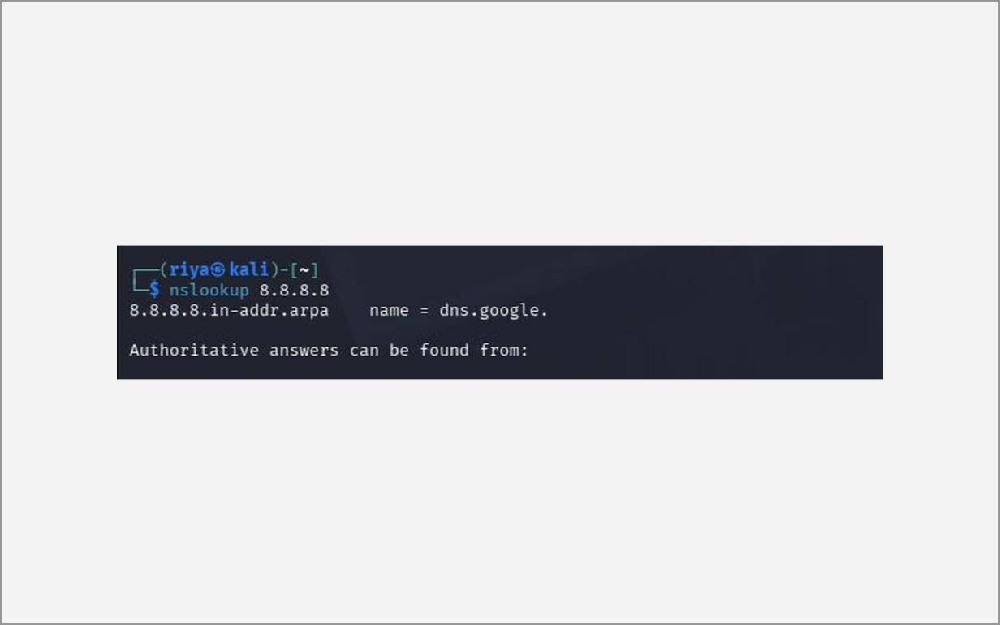 ┌──(riya㉿kali)-[~]
└─$ nslookup 8.8.8.8
8.8.8.8.in-addr.arpa    name = dns.google.
Authoritative answers can be found from: